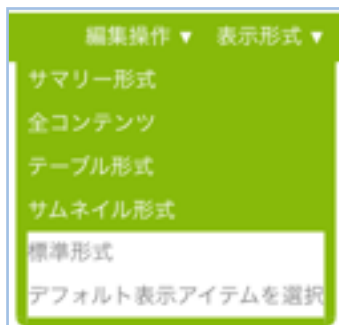 編集操作 ▼ 表示形式 ▼
サマリー形式
全コンテンツ
テーブル形式
サムネイル形式
標準形式
デフォルト表示アイテムを選択